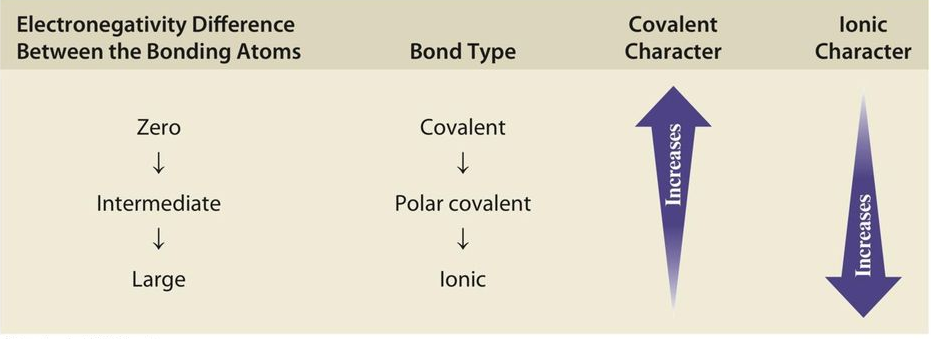 Electronegativity Difference
Between the Bonding Atoms
Bond Type
Covalent
Character
Ionic
Character
Zero
Covalent
Increases
↓
↓
Intermediate
Polar covalent
↓
↓
Large
Ionic
Increases